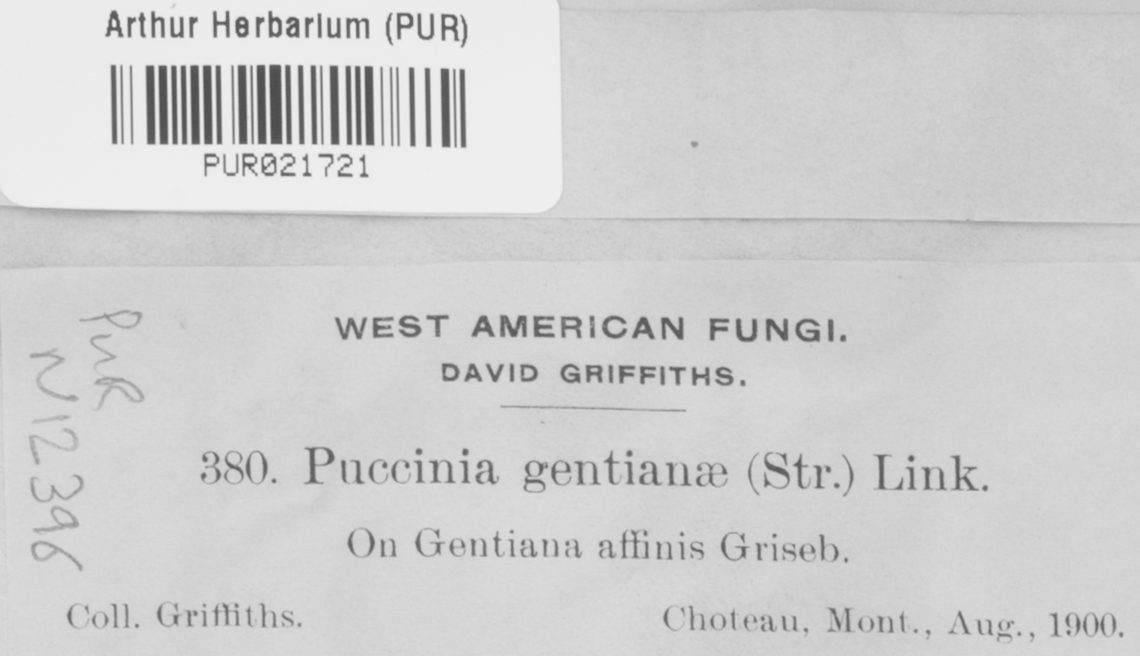 Arthur Herbarium (PUR)
PUR021721
PUR
N12396
WEST AMERICAN FUNGI.
DAVID GRIFFITHS.
380. Puccinia gentianæ (Str.) Link.
On Gentiana affinis Griseb.
Coll. Griffiths.
Choteau, Mont., Aug., 1900.